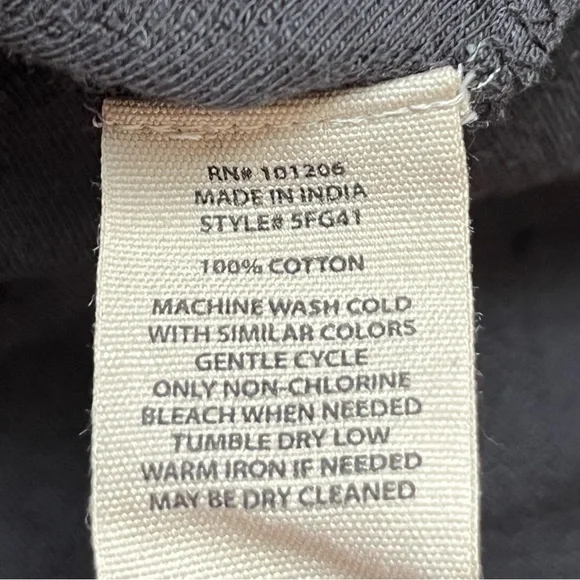 RN# 101206
MADE IN INDIA
STYLE# 5FG41
100% COTTON
MACHINE WASH COLD
WITH SIMILAR COLORS
GENTLE CYCLE
ONLY NON-CHLORINE
BLEACH WHEN NEEDED
TUMBLE DRY LOW
WARM IRON IF NEEDED
MAY BE DRY CLEANED